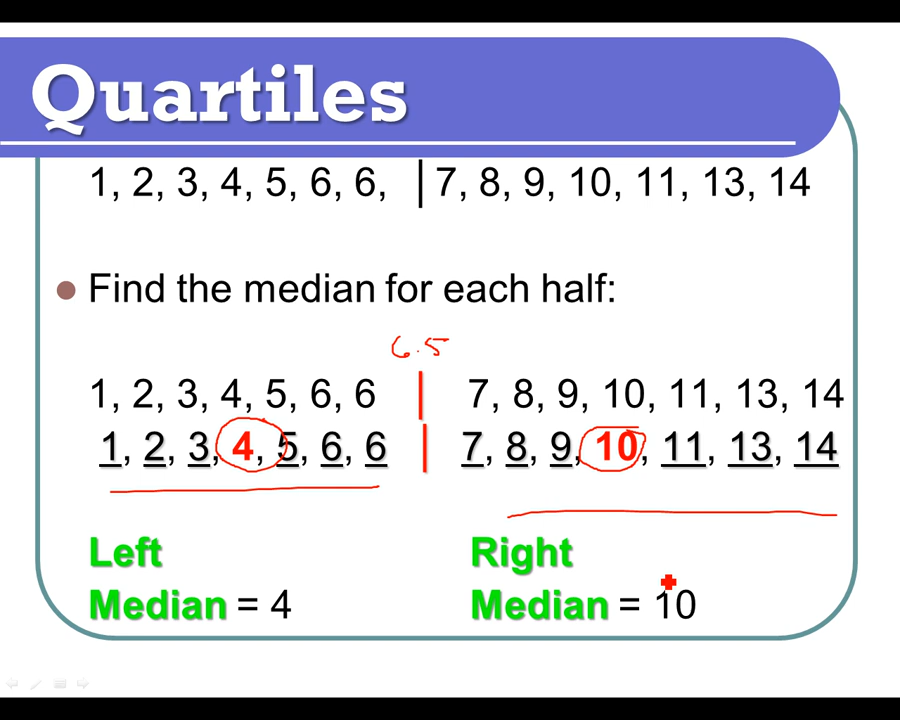 Quartiles
1, 2, 3, 4, 5, 6, 6, | 7, 8, 9, 10, 11, 13, 14
Find the median for each half:
6.5
1, 2, 3, 4, 5, 6, 6 | 7, 8, 9, 10, 11, 13, 14
1, 2, 3, 4, 5, 6, 6 | 7, 8, 9, 10, 11, 13, 14
Left Right
Median = 4 Median = 10